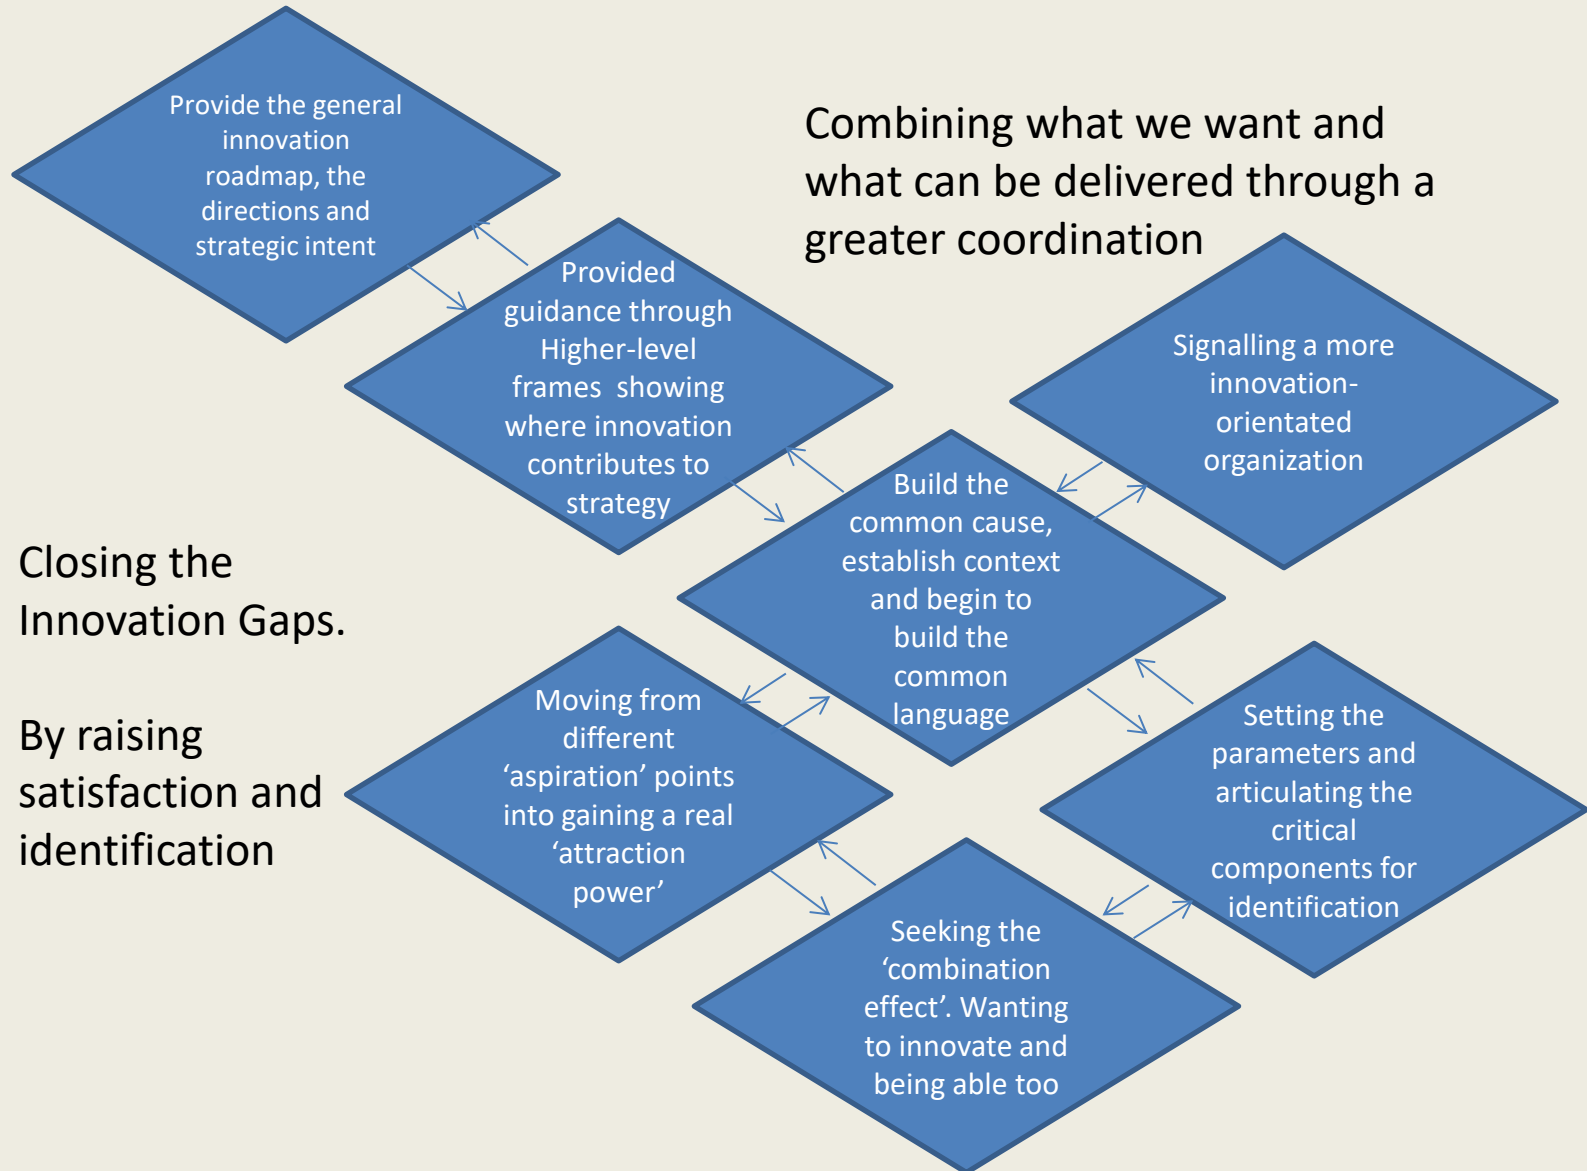 Provide the general
innovation
roadmap, the
directions and
strategic intent
Combining what we want and
what can be delivered through a
greater coordination
Provided
guidance through
Higher-level
frames  showing
where innovation
contributes to
strategy
Signalling a more
innovation-
orientated
organization
Build the
common cause,
establish context
and begin to
build the
common
language
Closing the
Innovation Gaps.
By raising
satisfaction and
identification
Moving from
different
‘aspiration’ points
into gaining a real
‘attraction
power’
Setting the
parameters and
articulating the
critical
components for
identification
Seeking the
‘combination
effect’. Wanting
to innovate and
being able too